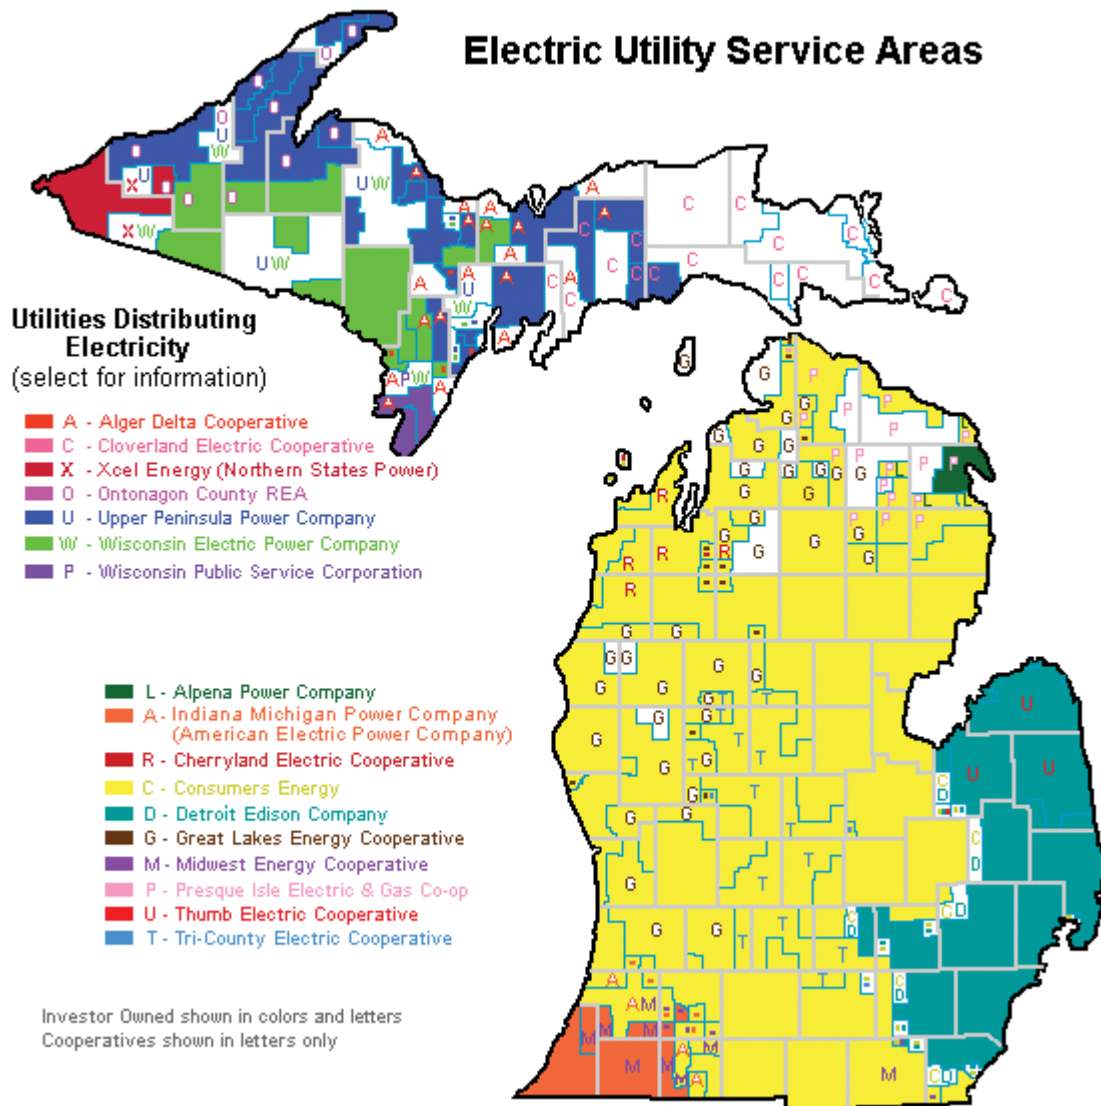 Electric Utility Service Areas
Utilities Distributing
Electricity
(select for information)
A - Alger Delta Cooperative
C - Cloverland Electric Cooperative
X - Xcel Energy (Northern States Power)
O - Ontonagon County REA
U - Upper Peninsula Power Company
W - Wisconsin Electric Power Company
P - Wisconsin Public Service Corporation
L - Alpena Power Company
A - Indiana Michigan Power Company
(American Electric Power Company)
R - Cherryland Electric Cooperative
C - Consumers Energy
D - Detroit Edison Company
G - Great Lakes Energy Cooperative
M - Midwest Energy Cooperative
P - Presque Isle Electric & Gas Co-op
U - Thumb Electric Cooperative
T - Tri-County Electric Cooperative
Investor Owned shown in colors and letters
Cooperatives shown in letters only